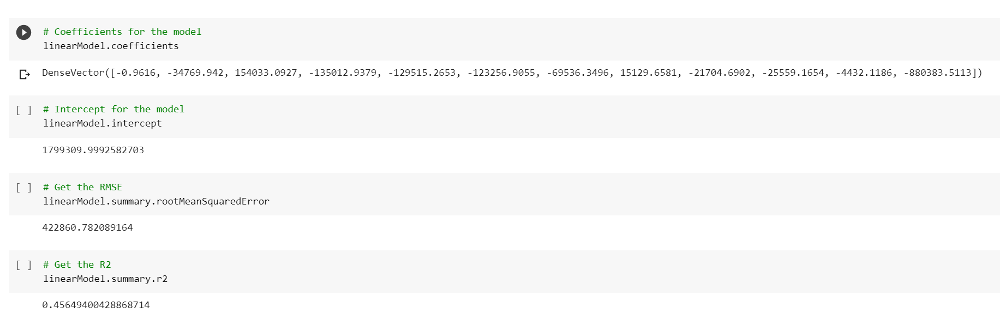 # Coefficients for the model
linearModel.coefficients
DenseVector([-0.9616, -34769.942, 154033.0927, -135012.9379, -129515.2653, -123256.9055, -69536.3496, 15129.6581, -21704.6902, -25559.1654, -4432.1186, -880383.5113])
[ ] # Intercept for the model
linearModel.intercept
1799309.9992582703
[ ] # Get the RMSE
linearModel.summary.rootMeanSquaredError
422860.782089164
[ ] # Get the R2
linearModel.summary.r2
0.45649400428868714